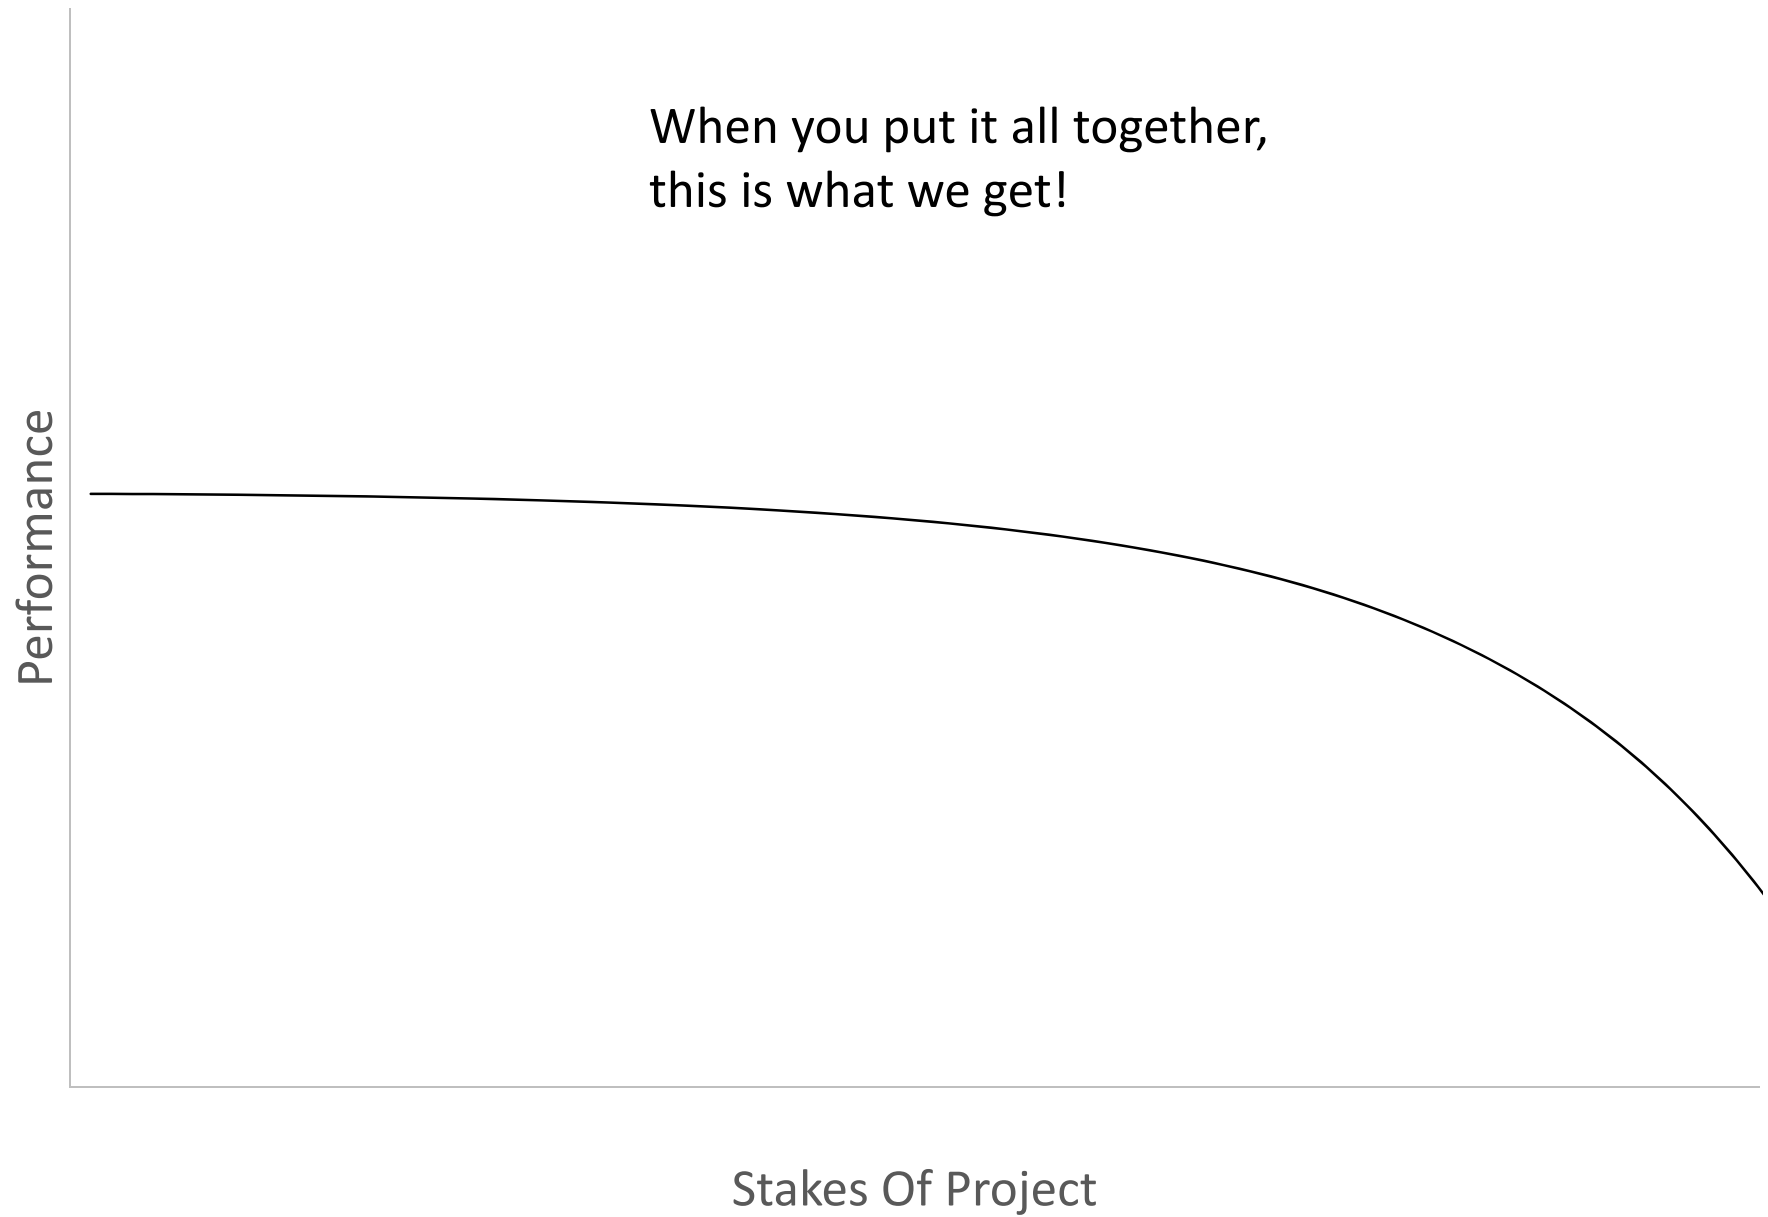 When you put it all together,
this is what we get!
Performance
Stakes Of Project